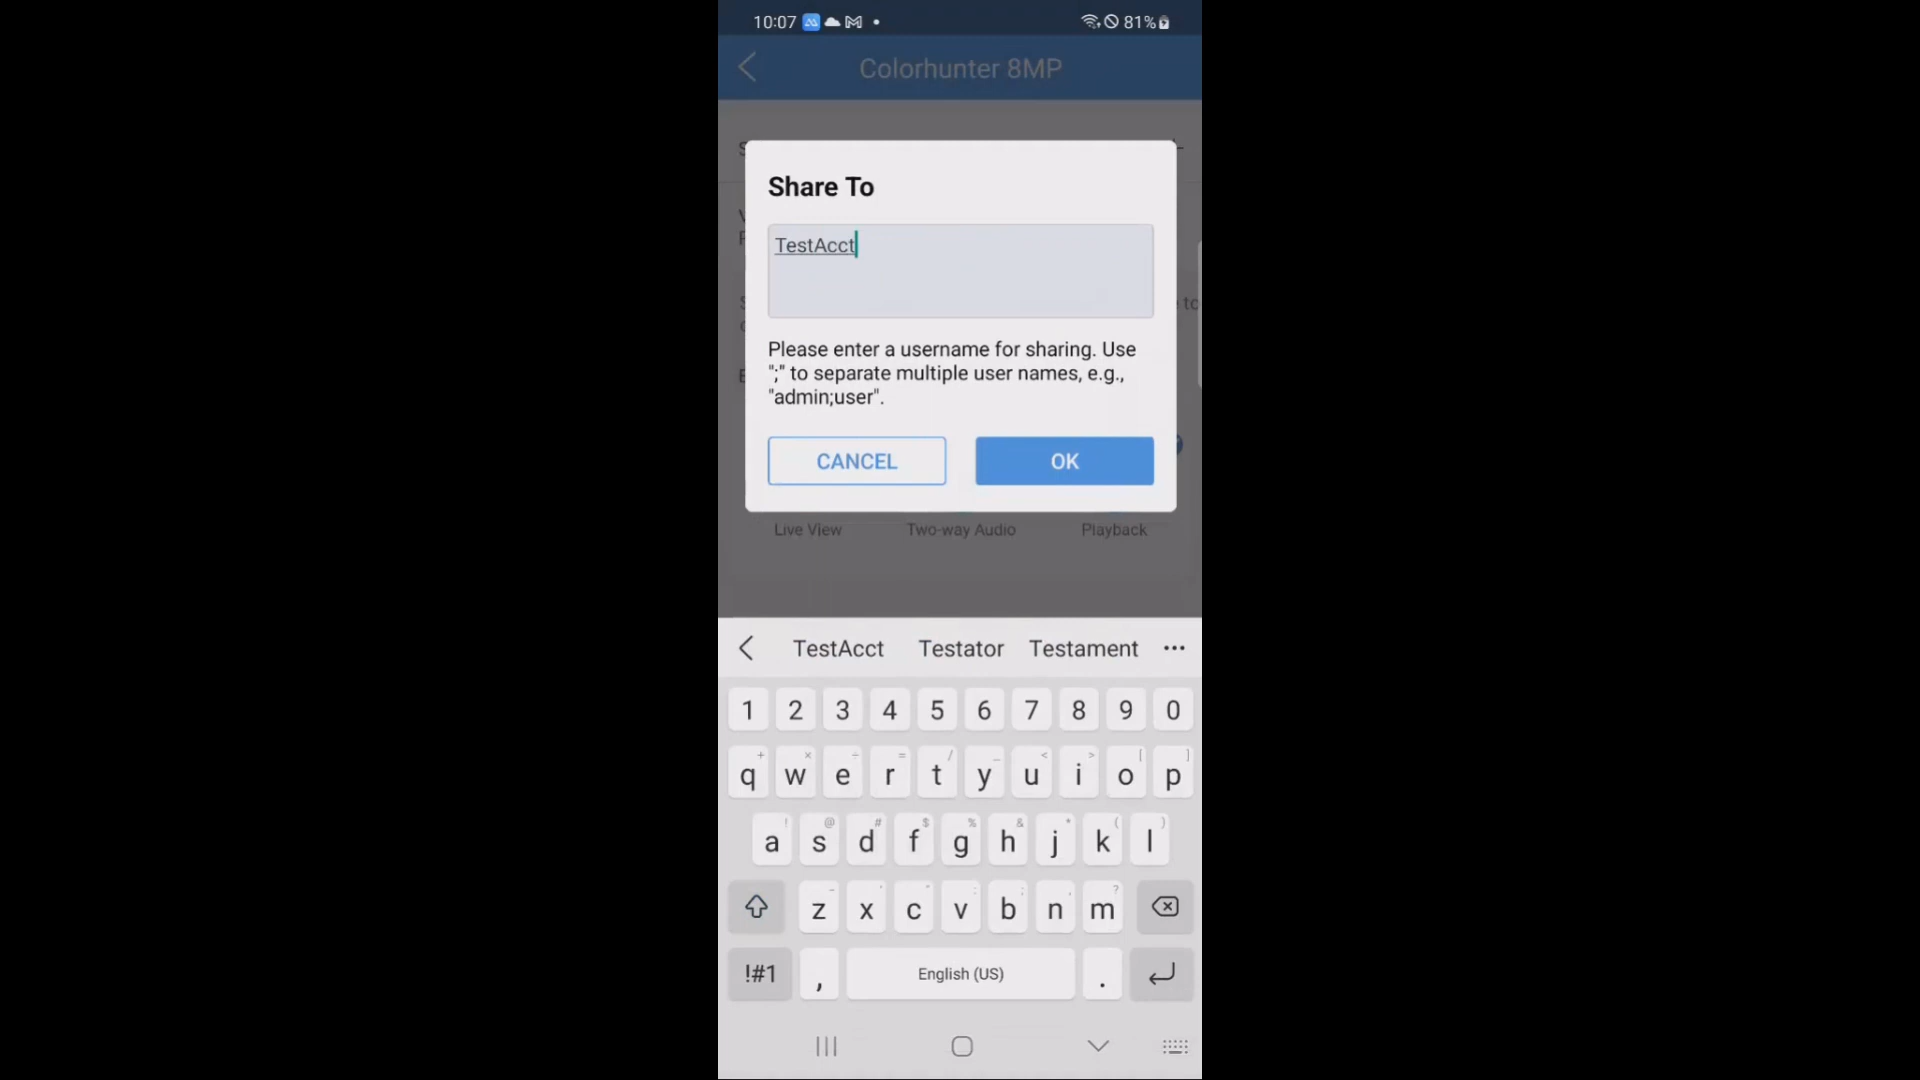 10:07 81%
Colorhunter 8MP
Share To
TestAcct
Please enter a username for sharing. Use
";" to separate multiple user names, e.g.,
"admin;user".
CANCEL OK
Live View Two-way Audio Playback
TestAcct Testator Testament
1 2 3 4 5 6 7 8 9 0
q w e r t y u i o p
a s d f g h j k l
z x c v b n m
!#1 , English (US) .